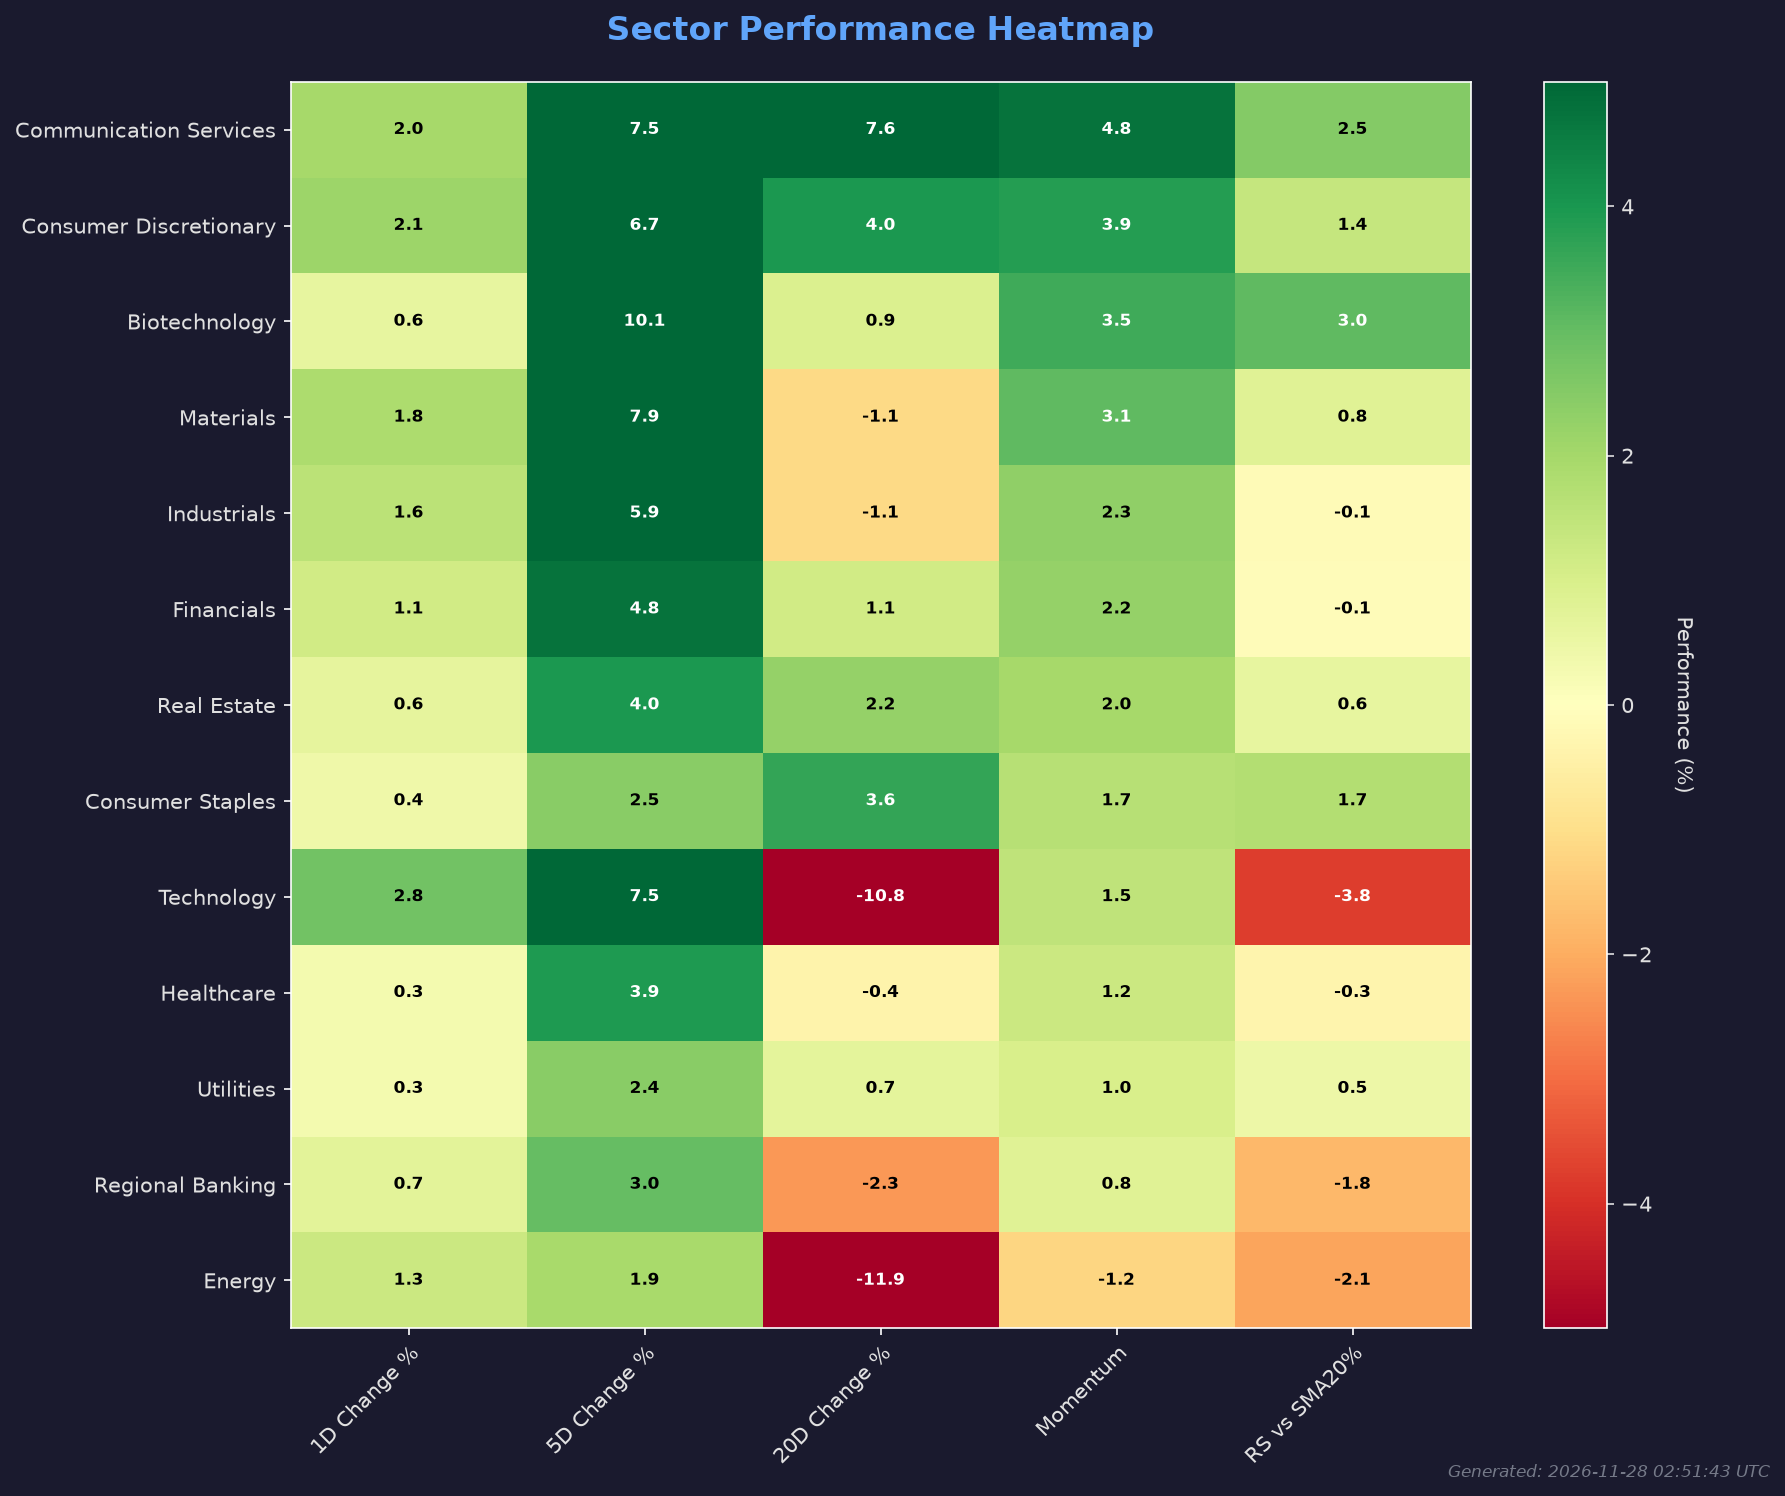 Sector Performance Heatmap
Communication Services 2.0 7.5 7.6 4.8 2.5
Consumer Discretionary 2.1 6.7 4.0 3.9 1.4
Biotechnology 0.6 10.1 0.9 3.5 3.0
Materials 1.8 7.9 -1.1 3.1 0.8
Industrials 1.6 5.9 -1.1 2.3 -0.1
Financials 1.1 4.8 1.1 2.2 -0.1
Real Estate 0.6 4.0 2.2 2.0 0.6
Consumer Staples 0.4 2.5 3.6 1.7 1.7
Technology 2.8 7.5 -10.8 1.5 -3.8
Healthcare 0.3 3.9 -0.4 1.2 -0.3
Utilities 0.3 2.4 0.7 1.0 0.5
Regional Banking 0.7 3.0 -2.3 0.8 -1.8
Energy 1.3 1.9 -11.9 -1.2 -2.1
1D Change % 5D Change % 20D Change % Momentum RS vs SMA20%
4
2
0
−2
−4
Performance (%)
Generated: 2026-11-28 02:51:43 UTC